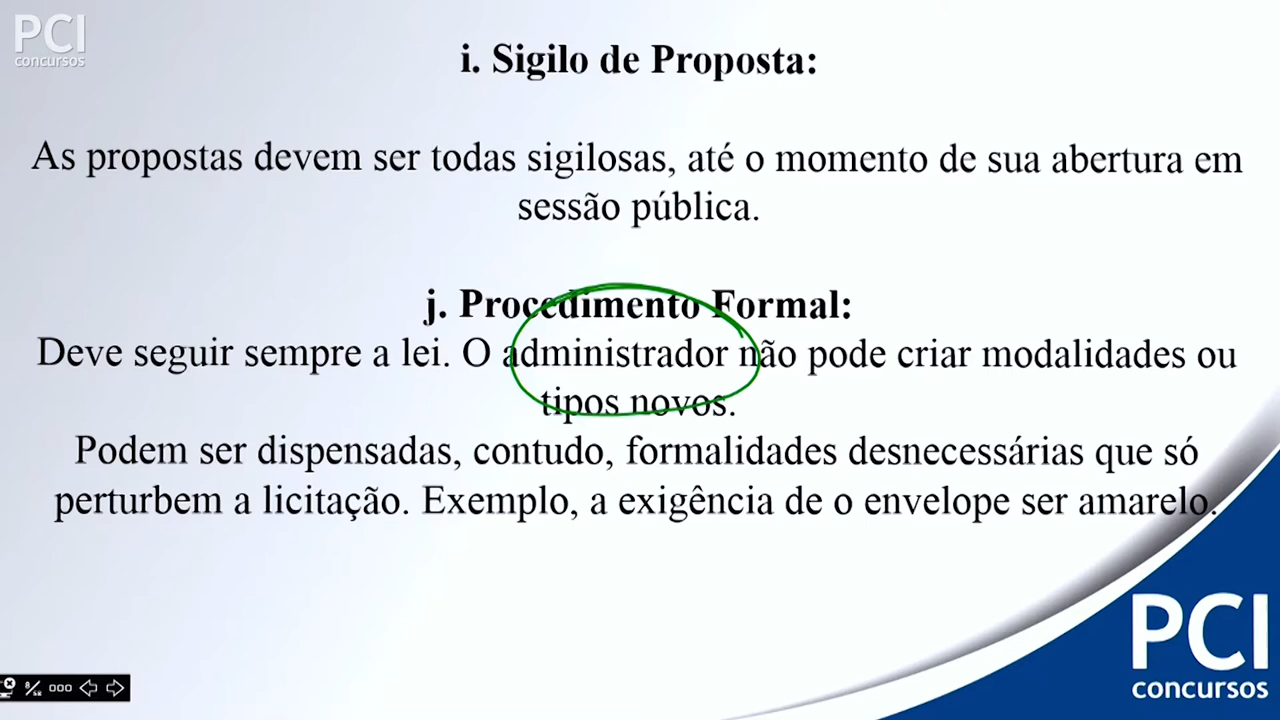 PCI
concursos
i. Sigilo de Proposta:
As propostas devem ser todas sigilosas, até o momento de sua abertura em
sessão pública.
j. Procedimento Formal:
Deve seguir sempre a lei. O administrador não pode criar modalidades ou
tipos novos.
Podem ser dispensadas, contudo, formalidades desnecessárias que só
perturbem a licitação. Exemplo, a exigência de o envelope ser amarelo.
PCI
concursos